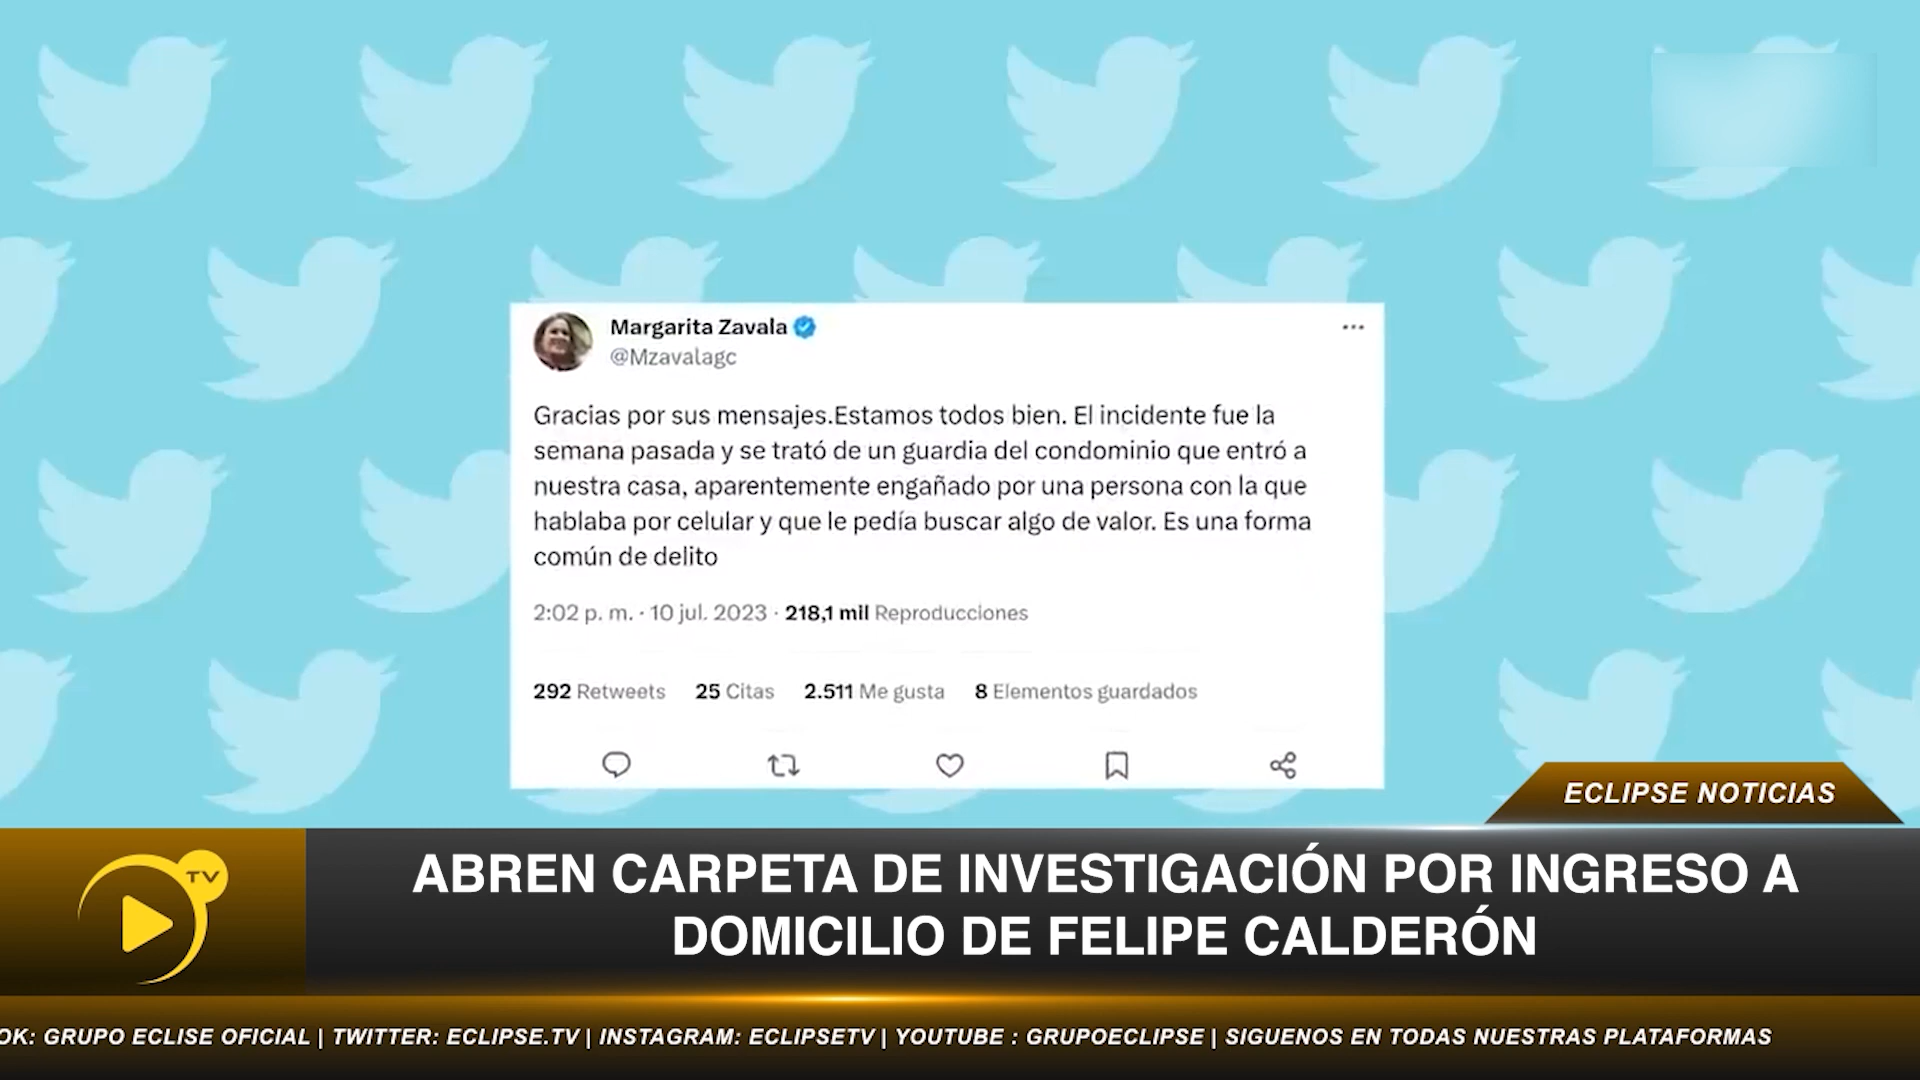 Margarita Zavala
@Mzavalagc
Gracias por sus mensajes.Estamos todos bien. El incidente fue la
semana pasada y se trató de un guardia del condominio que entró a
nuestra casa, aparentemente engañado por una persona con la que
hablaba por celular y que le pedía buscar algo de valor. Es una forma
común de delito
2:02 p. m. · 10 jul. 2023 · 218,1 mil Reproducciones
292 Retweets 25 Citas 2.511 Me gusta 8 Elementos guardados
ECLIPSE NOTICIAS
TV
ABREN CARPETA DE INVESTIGACIÓN POR INGRESO A
DOMICILIO DE FELIPE CALDERÓN
OK: GRUPO ECLISE OFICIAL | TWITTER: ECLIPSE.TV | INSTAGRAM: ECLIPSETV | YOUTUBE : GRUPOECLIPSE | SIGUENOS EN TODAS NUESTRAS PLATAFORMAS